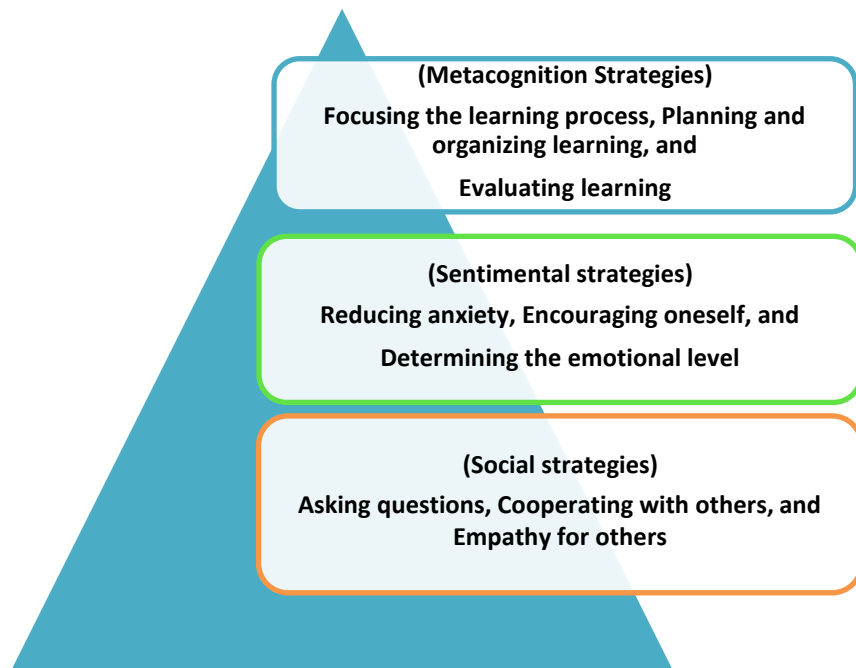 (Metacognition Strategies)
Focusing the learning process, Planning and
organizing learning, and
Evaluating learning
(Sentimental strategies)
Reducing anxiety, Encouraging oneself, and
Determining the emotional level
(Social strategies)
Asking questions, Cooperating with others, and
Empathy for others